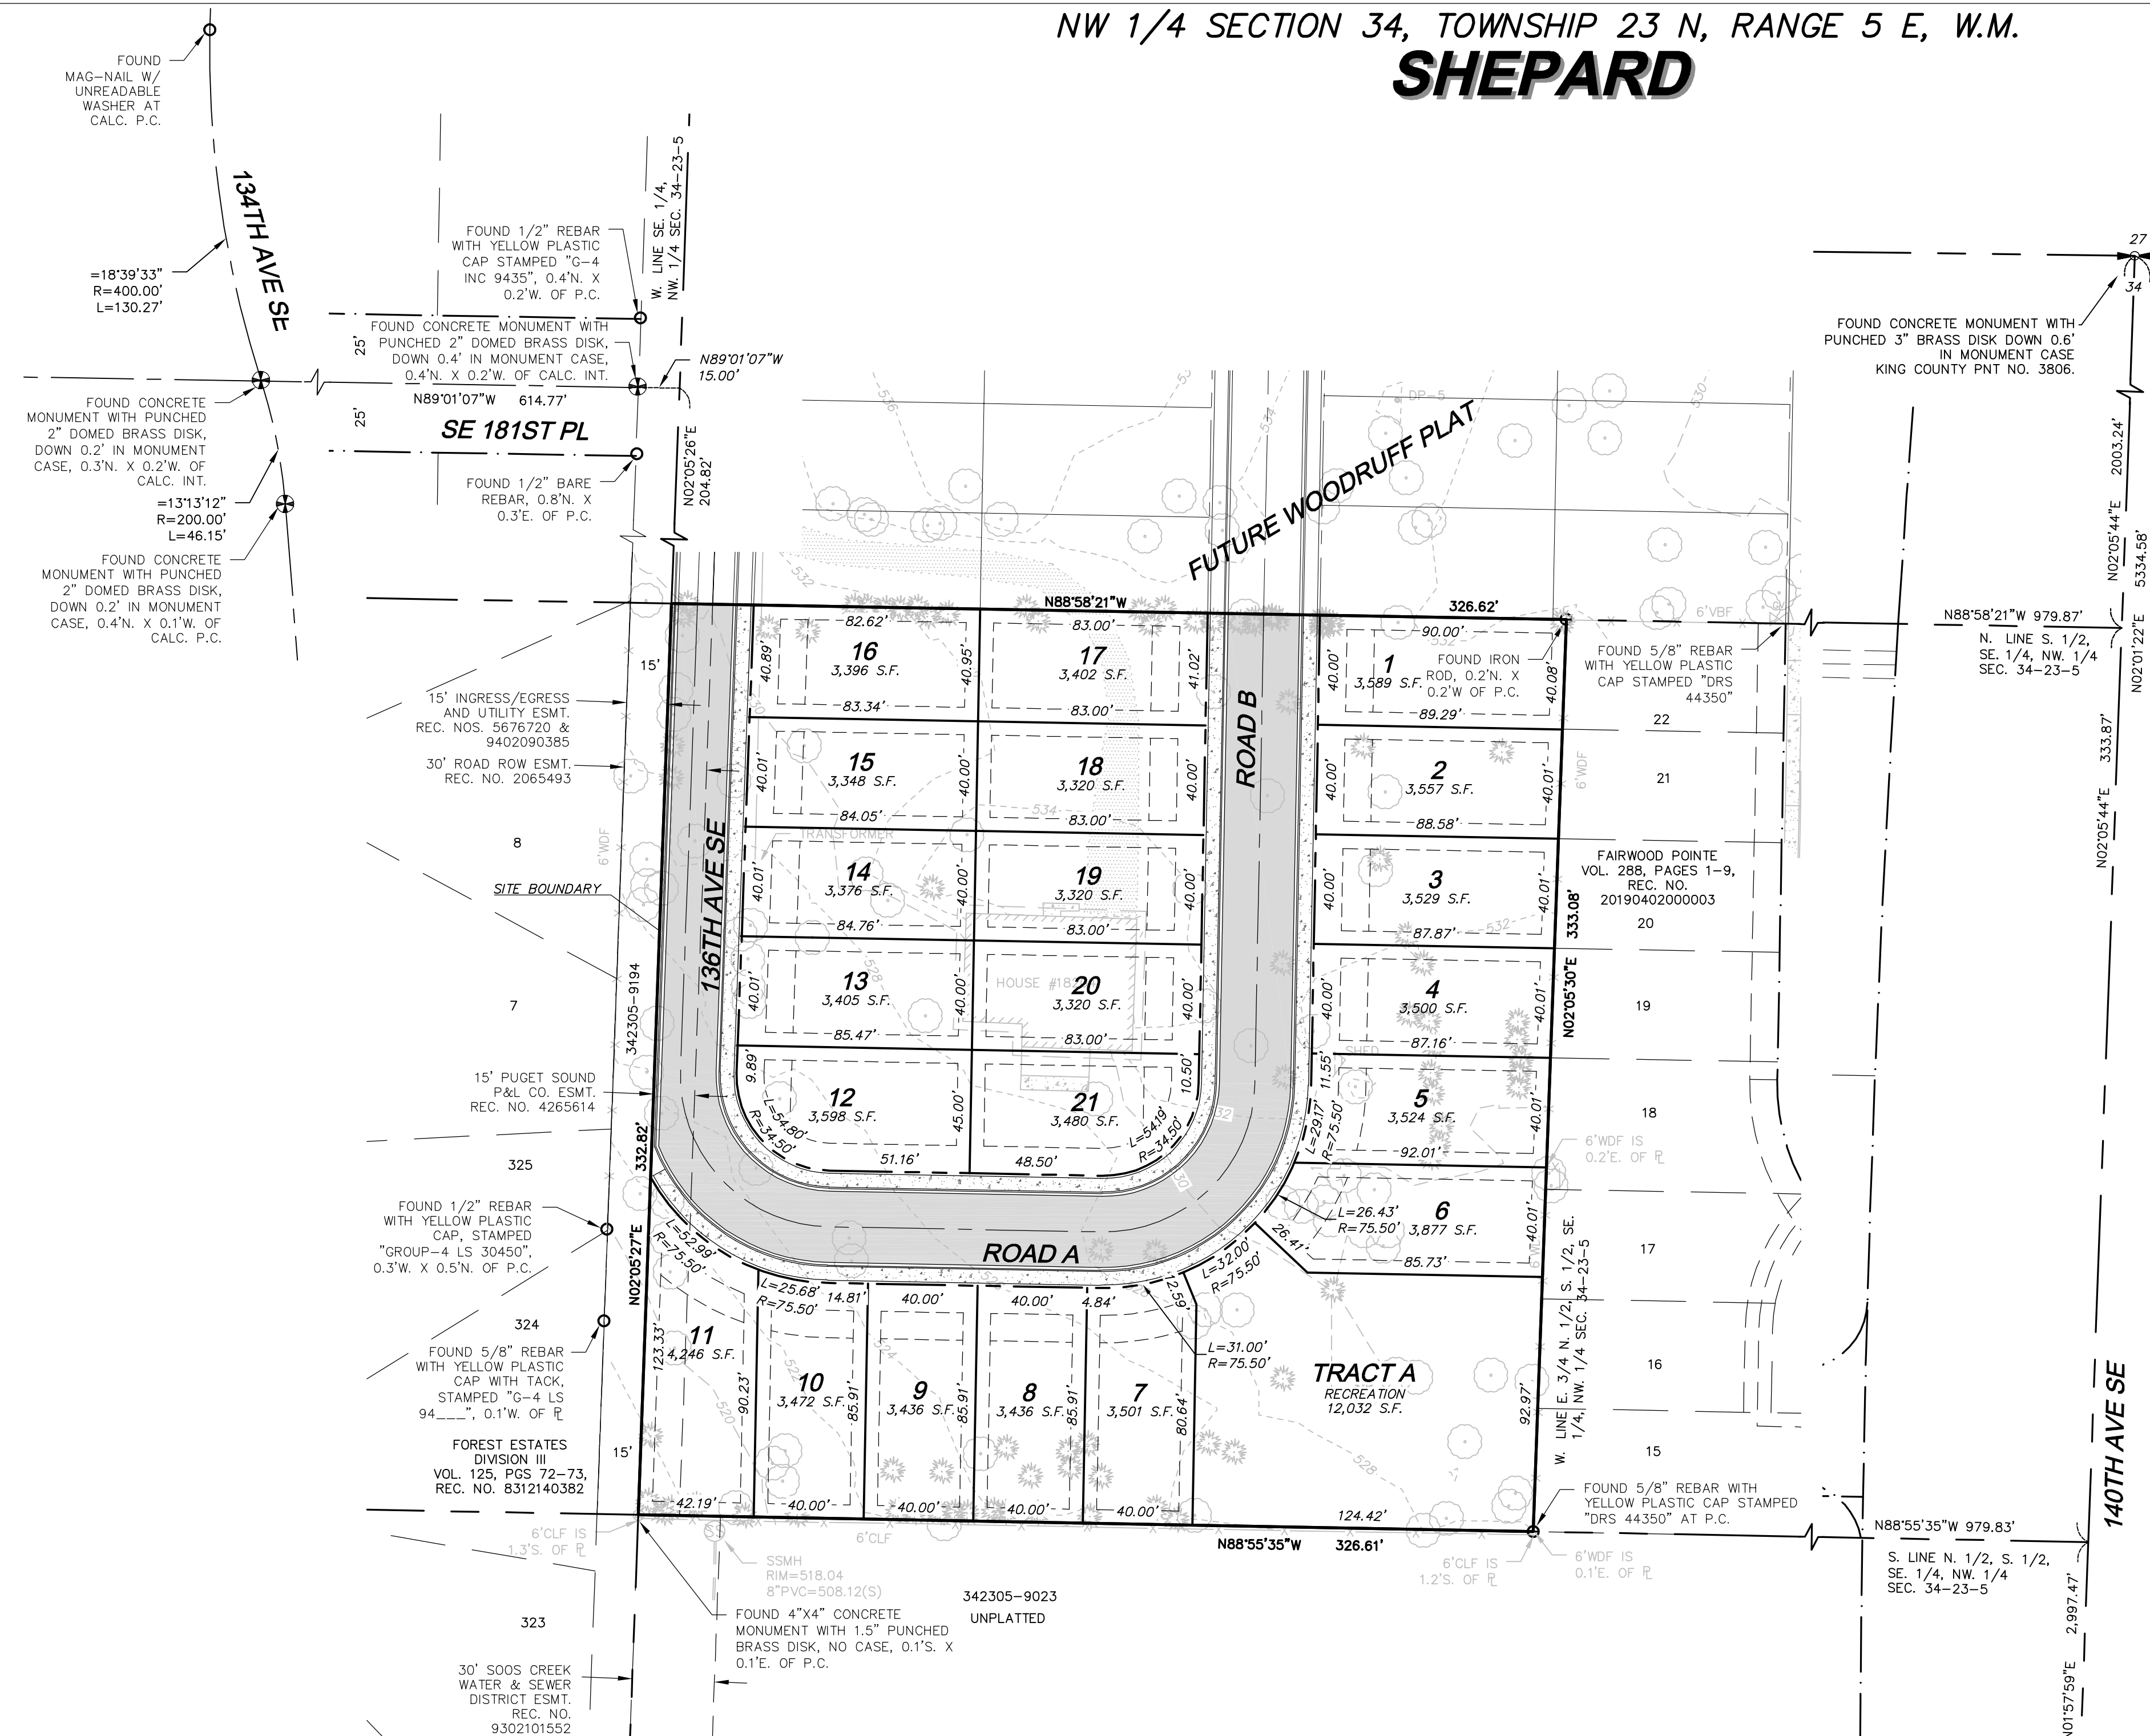 NW 1/4 SECTION 34, TOWNSHIP 23 N, RANGE 5 E, W.M.
SHEPARD
FOUND
MAG-NAIL W/
UNREADABLE
WASHER AT
CALC. P.C.
134TH AVE SE
=18°39'33"
R=400.00'
L=130.27'
FOUND 1/2" REBAR
WITH YELLOW PLASTIC
CAP STAMPED "G-4
INC 9435", 0.4'N. X
0.2'W. OF P.C.
W. LINE SE. 1/4,
NW. 1/4 SEC. 34-23-5
FOUND CONCRETE MONUMENT WITH
PUNCHED 2" DOMED BRASS DISK,
DOWN 0.4' IN MONUMENT CASE,
0.4'N. X 0.2'W. OF CALC. INT.
25'
25'
N89°01'07"W
15.00'
N89°01'07"W 614.77'
SE 181ST PL
FOUND CONCRETE
MONUMENT WITH PUNCHED
2" DOMED BRASS DISK,
DOWN 0.2' IN MONUMENT
CASE, 0.3'N. X 0.2'W. OF
CALC. INT.
=13°13'12"
R=200.00'
L=46.15'
FOUND CONCRETE
MONUMENT WITH PUNCHED
2" DOMED BRASS DISK,
DOWN 0.2' IN MONUMENT
CASE, 0.4'N. X 0.1'W. OF
CALC. P.C.
FOUND 1/2" BARE
REBAR, 0.8'N. X
0.3'E. OF P.C.
N02°05'26"E
204.82'
27
34
FOUND CONCRETE MONUMENT WITH
PUNCHED 3" BRASS DISK DOWN 0.6'
IN MONUMENT CASE
KING COUNTY PNT NO. 3806.
N02°05'44"E 2003.24'
N02°01'22"E 5334.58'
536
534
530
DP-5
532
FUTURE WOODRUFF PLAT
N88°58'21"W
326.62'
6'VBF
N88°58'21"W 979.87'
N. LINE S. 1/2,
SE. 1/4, NW. 1/4
SEC. 34-23-5
N02°05'44"E 333.87'
15'
15' INGRESS/EGRESS
AND UTILITY ESMT.
REC. NOS. 5676720 &
9402090385
30' ROAD ROW ESMT.
REC. NO. 2065493
8
6'WDF
SITE BOUNDARY
342305-9194
7
15' PUGET SOUND
P&L CO. ESMT.
REC. NO. 4265614
332.82'
N02°05'27"E
325
FOUND 1/2" REBAR
WITH YELLOW PLASTIC
CAP, STAMPED
"GROUP-4 LS 30450",
0.3'W. X 0.5'N. OF P.C.
324
FOUND 5/8" REBAR
WITH YELLOW PLASTIC
CAP WITH TACK,
STAMPED "G-4 LS
94___", 0.1'W. OF PL
FOREST ESTATES
DIVISION III
VOL. 125, PGS 72-73,
REC. NO. 8312140382
15'
136TH AVE SE
ROAD B
ROAD A
82.62'
16
3,396 S.F.
40.89'
40.95'
83.34'
83.00'
17
3,402 S.F.
41.02'
83.00'
90.00'
532
1
3,589 S.F.
40.00'
40.08'
89.29'
FOUND IRON
ROD, 0.2'N. X
0.2'W OF P.C.
FOUND 5/8" REBAR
WITH YELLOW PLASTIC
CAP STAMPED "DRS
44350"
22
530
15
3,348 S.F.
40.01'
40.00'
84.05'
18
3,320 S.F.
40.00'
534
83.00'
2
3,557 S.F.
40.00'
40.01'
88.58'
6'WDF
21
TRANSFORMER
14
3,376 S.F.
40.01'
40.00'
84.76'
19
3,320 S.F.
40.00'
83.00'
3
3,529 S.F.
40.00'
40.01'
87.87'
532
FAIRWOOD POINTE
VOL. 288, PAGES 1-9,
REC. NO.
20190402000003
20
333.08'
N02°05'30"E
528
13
3,405 S.F.
40.01'
40.00'
85.47'
HOUSE
20
3,320 S.F.
40.00'
83.00'
4
3,500 S.F.
40.00'
40.01'
87.16'
19
9.89'
12
3,598 S.F.
L=54.80'
R=34.50'
45.00'
51.16'
21
3,480 S.F.
10.50'
L=54.19'
R=34.50'
48.50'
32
30
SHED
11.55'
L=29.17'
R=75.50'
5
3,524 S.F.
40.01'
92.01'
18
6'WDF IS
0.2'E. OF PL
L=26.43'
R=75.50'
6
3,877 S.F.
40.01'
26.41'
85.73'
17
L=52.99'
R=75.50'
L=25.68'
R=75.50'
14.81'
40.00'
40.00'
4.84'
12.59'
L=32.00'
R=75.50'
L=31.00'
R=75.50'
11
4,246 S.F.
123.33'
90.23'
42.19'
520
10
3,472 S.F.
85.91'
40.00'
524
9
3,436 S.F.
85.91'
40.00'
8
3,436 S.F.
85.91'
40.00'
7
3,501 S.F.
80.64'
40.00'
TRACT A
RECREATION
12,032 S.F.
528
92.97'
124.42'
W. LINE E. 3/4 N. 1/2, S. 1/2, SE.
1/4, NW. 1/4 SEC. 34-23-5
16
15
FOUND 5/8" REBAR WITH
YELLOW PLASTIC CAP STAMPED
"DRS 44350" AT P.C.
140TH AVE SE
N88°55'35"W 979.83'
S. LINE N. 1/2, S. 1/2,
SE. 1/4, NW. 1/4
SEC. 34-23-5
N01°57'59"E 2,997.47'
6'CLF IS
1.3'S. OF PL
6'CLF
N88°55'35"W 326.61'
6'CLF IS
1.2'S. OF PL
6'WDF IS
0.1'E. OF PL
S
SSMH
RIM=518.04
8"PVC=508.12(S)
342305-9023
UNPLATTED
323
FOUND 4"X4" CONCRETE
MONUMENT WITH 1.5" PUNCHED
BRASS DISK, NO CASE, 0.1'S. X
0.1'E. OF P.C.
30' SOOS CREEK
WATER & SEWER
DISTRICT ESMT.
REC. NO.
9302101552